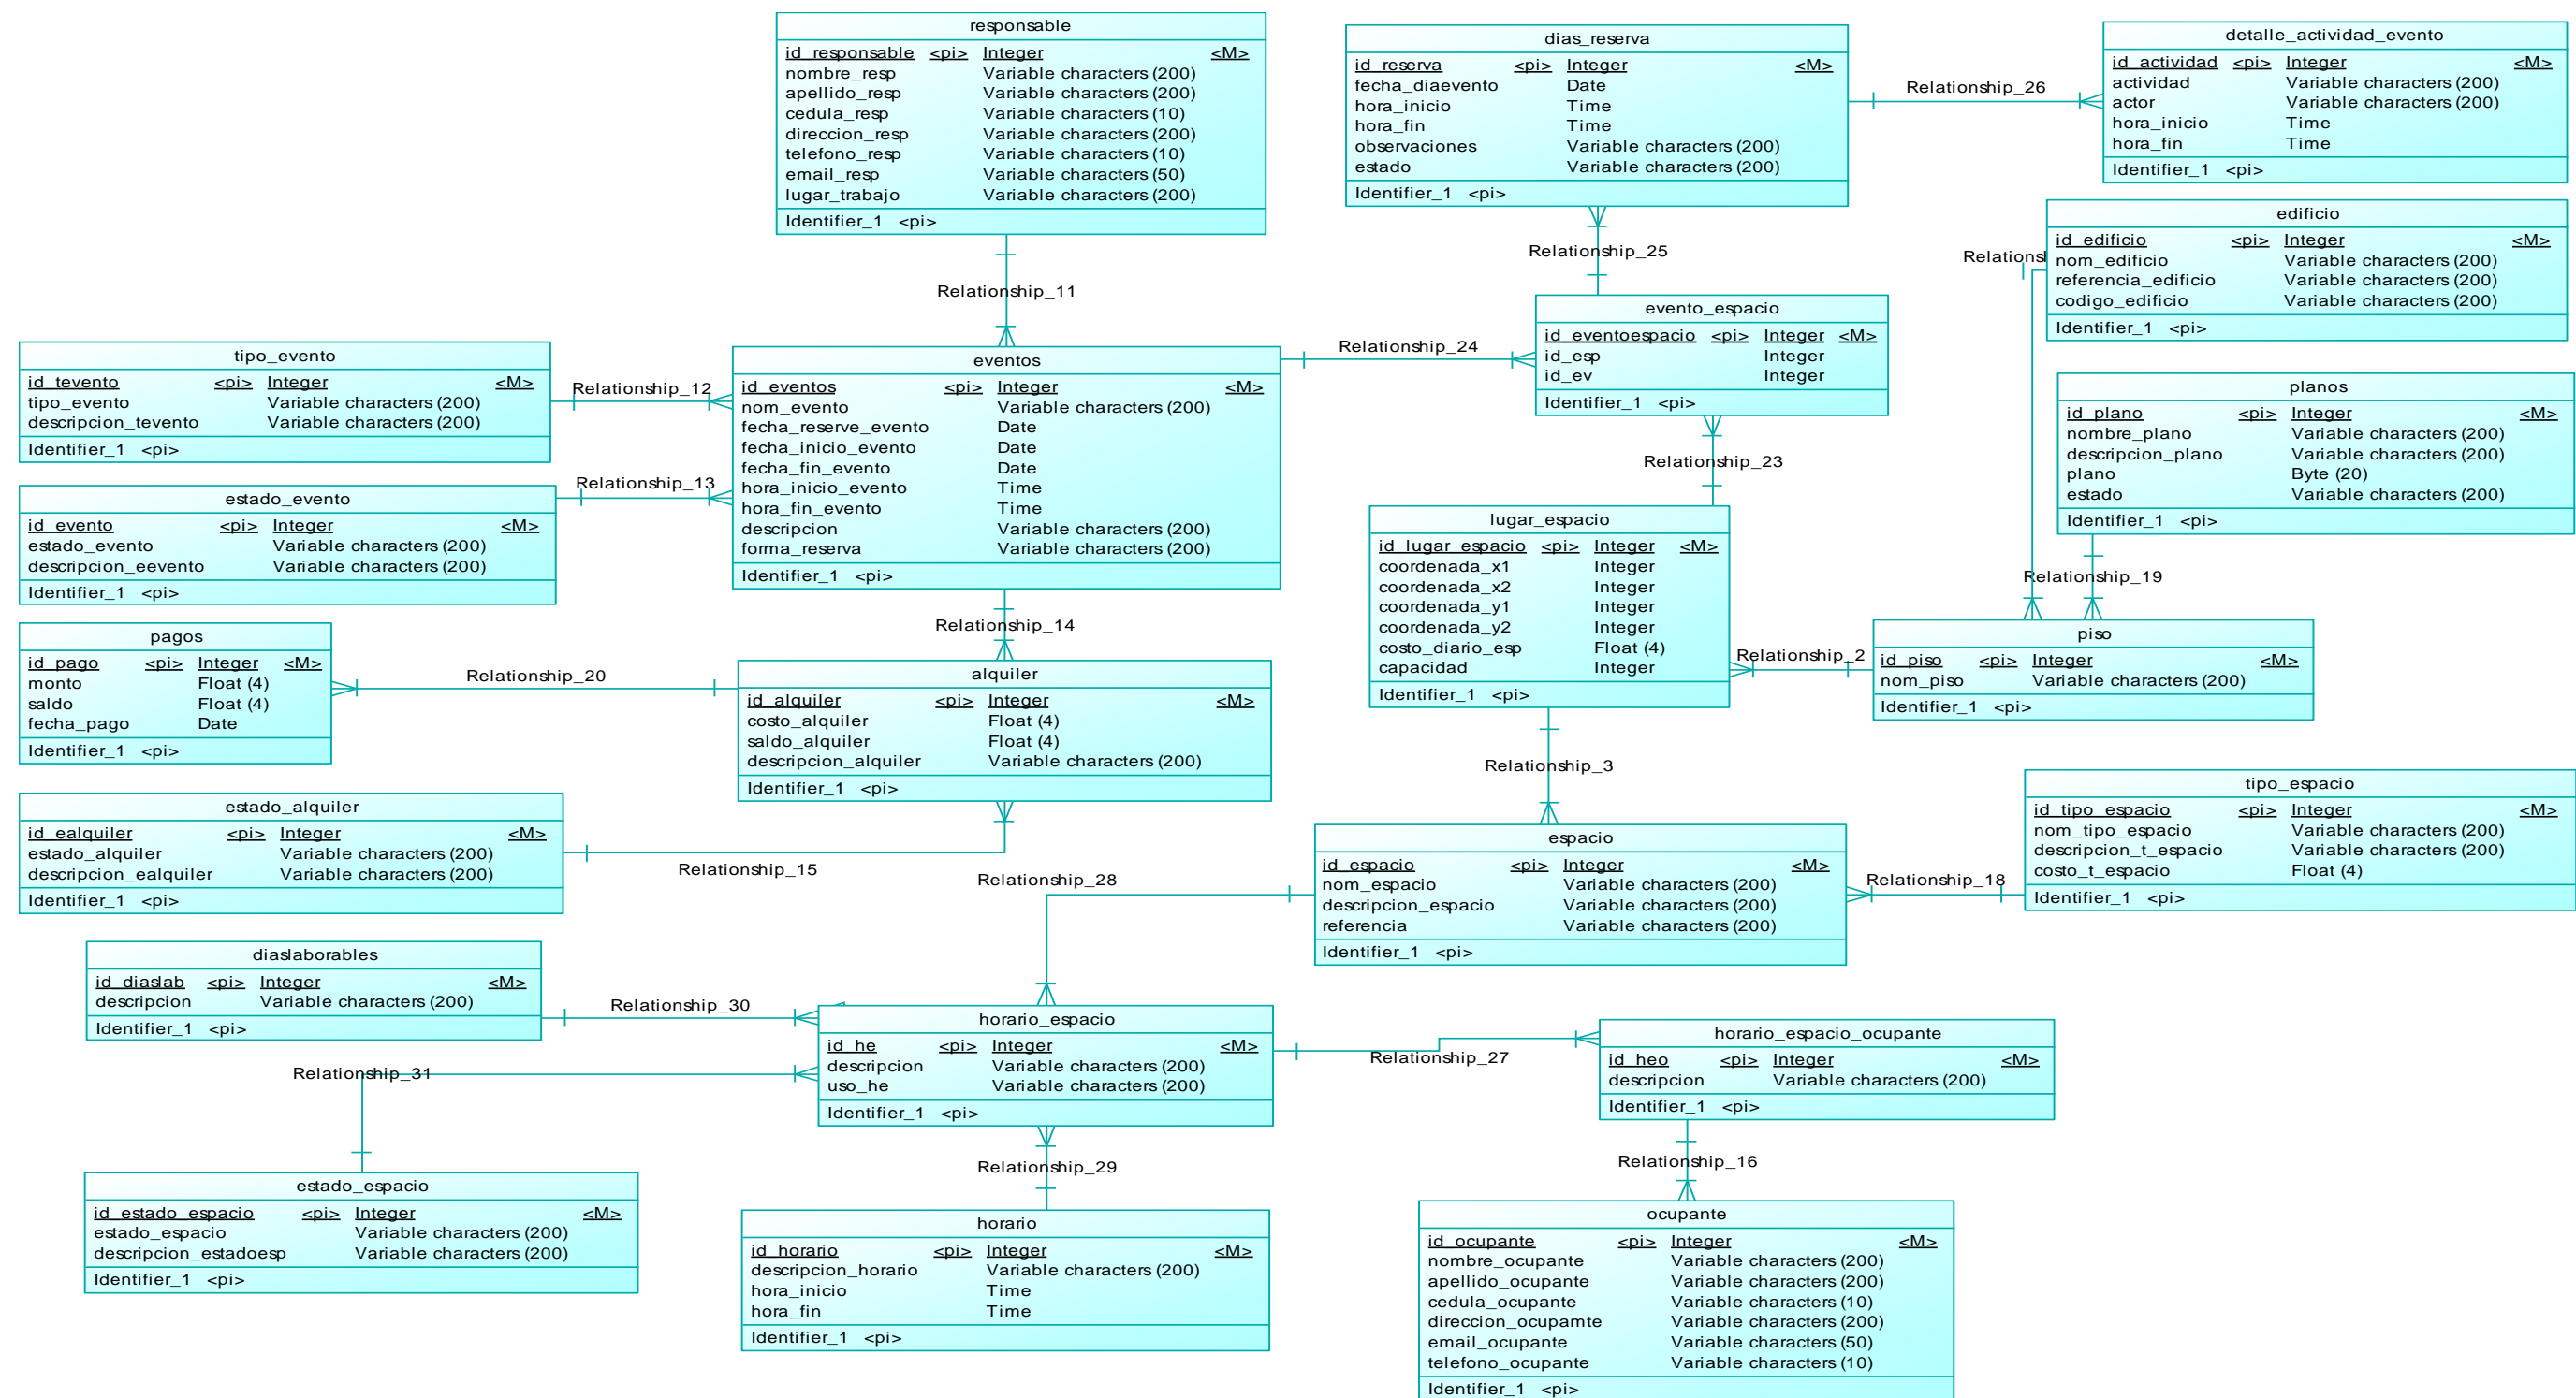 responsable
id_responsable <pi> Integer <M>
nombre_resp Variable characters (200)
apellido_resp Variable characters (200)
cedula_resp Variable characters (10)
direccion_resp Variable characters (200)
telefono_resp Variable characters (10)
email_resp Variable characters (50)
lugar_trabajo Variable characters (200)
Identifier_1 <pi>
dias_reserva
id_reserva <pi> Integer <M>
fecha_diaevento Date
hora_inicio Time
hora_fin Time
observaciones Variable characters (200)
estado Variable characters (200)
Identifier_1 <pi>
Relationship_26
detalle_actividad_evento
id_actividad <pi> Integer <M>
actividad Variable characters (200)
actor Variable characters (200)
hora_inicio Time
hora_fin Time
Identifier_1 <pi>
Relationship_11
Relationship_25
Relations
edificio
id_edificio <pi> Integer <M>
nom_edificio Variable characters (200)
referencia_edificio Variable characters (200)
codigo_edificio Variable characters (200)
Identifier_1 <pi>
tipo_evento
id_tevento <pi> Integer <M>
tipo_evento Variable characters (200)
descripcion_tevento Variable characters (200)
Identifier_1 <pi>
Relationship_12
eventos
id_eventos <pi> Integer <M>
nom_evento Variable characters (200)
fecha_reserve_evento Date
fecha_inicio_evento Date
fecha_fin_evento Date
hora_inicio_evento Time
hora_fin_evento Time
descripcion Variable characters (200)
forma_reserva Variable characters (200)
Identifier_1 <pi>
Relationship_24
evento_espacio
id_eventoespacio <pi> Integer <M>
id_esp Integer
id_ev Integer
Identifier_1 <pi>
planos
id_plano <pi> Integer <M>
nombre_plano Variable characters (200)
descripcion_plano Variable characters (200)
plano Byte (20)
estado Variable characters (200)
Identifier_1 <pi>
Relationship_13
Relationship_23
estado_evento
id_evento <pi> Integer <M>
estado_evento Variable characters (200)
descripcion_eevento Variable characters (200)
Identifier_1 <pi>
lugar_espacio
id_lugar_espacio <pi> Integer <M>
coordenada_x1 Integer
coordenada_x2 Integer
coordenada_y1 Integer
coordenada_y2 Integer
costo_diario_esp Float (4)
capacidad Integer
Identifier_1 <pi>
Relationship_19
Relationship_14
Relationship_2
piso
id_piso <pi> Integer <M>
nom_piso Variable characters (200)
Identifier_1 <pi>
pagos
id_pago <pi> Integer <M>
monto Float (4)
saldo Float (4)
fecha_pago Date
Identifier_1 <pi>
Relationship_20
alquiler
id_alquiler <pi> Integer <M>
costo_alquiler Float (4)
saldo_alquiler Float (4)
descripcion_alquiler Variable characters (200)
Identifier_1 <pi>
Relationship_3
estado_alquiler
id_ealquiler <pi> Integer <M>
estado_alquiler Variable characters (200)
descripcion_ealquiler Variable characters (200)
Identifier_1 <pi>
Relationship_15
Relationship_28
espacio
id_espacio <pi> Integer <M>
nom_espacio Variable characters (200)
descripcion_espacio Variable characters (200)
referencia Variable characters (200)
Identifier_1 <pi>
Relationship_18
tipo_espacio
id_tipo_espacio <pi> Integer <M>
nom_tipo_espacio Variable characters (200)
descripcion_t_espacio Variable characters (200)
costo_t_espacio Float (4)
Identifier_1 <pi>
diaslaborables
id_diaslab <pi> Integer <M>
descripcion Variable characters (200)
Identifier_1 <pi>
Relationship_30
horario_espacio
id_he <pi> Integer <M>
descripcion Variable characters (200)
uso_he Variable characters (200)
Identifier_1 <pi>
Relationship_27
horario_espacio_ocupante
id_heo <pi> Integer <M>
descripcion Variable characters (200)
Identifier_1 <pi>
Relationship_31
Relationship_29
Relationship_16
estado_espacio
id_estado_espacio <pi> Integer <M>
estado_espacio Variable characters (200)
descripcion_estadoesp Variable characters (200)
Identifier_1 <pi>
horario
id_horario <pi> Integer <M>
descripcion_horario Variable characters (200)
hora_inicio Time
hora_fin Time
Identifier_1 <pi>
ocupante
id_ocupante <pi> Integer <M>
nombre_ocupante Variable characters (200)
apellido_ocupante Variable characters (200)
cedula_ocupante Variable characters (10)
direccion_ocupamte Variable characters (200)
email_ocupante Variable characters (50)
telefono_ocupante Variable characters (10)
Identifier_1 <pi>